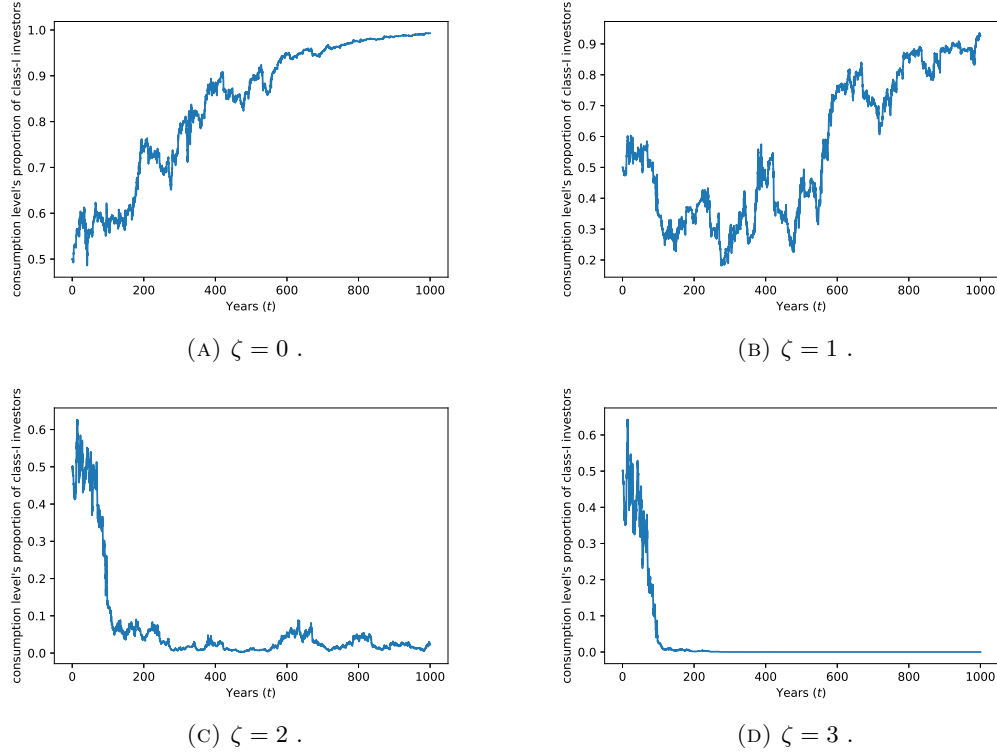 consumption level's proportion of class-I investors
1.0
0.9
0.8
0.7
0.6
0.5
0 200 400 600 800 1000
Years (t)
(A) ζ = 0 .
consumption level's proportion of class-I investors
0.9
0.8
0.7
0.6
0.5
0.4
0.3
0.2
0 200 400 600 800 1000
Years (t)
(B) ζ = 1 .
consumption level's proportion of class-I investors
0.6
0.5
0.4
0.3
0.2
0.1
0.0
0 200 400 600 800 1000
Years (t)
(C) ζ = 2 .
consumption level's proportion of class-I investors
0.6
0.5
0.4
0.3
0.2
0.1
0.0
0 200 400 600 800 1000
Years (t)
(D) ζ = 3 .